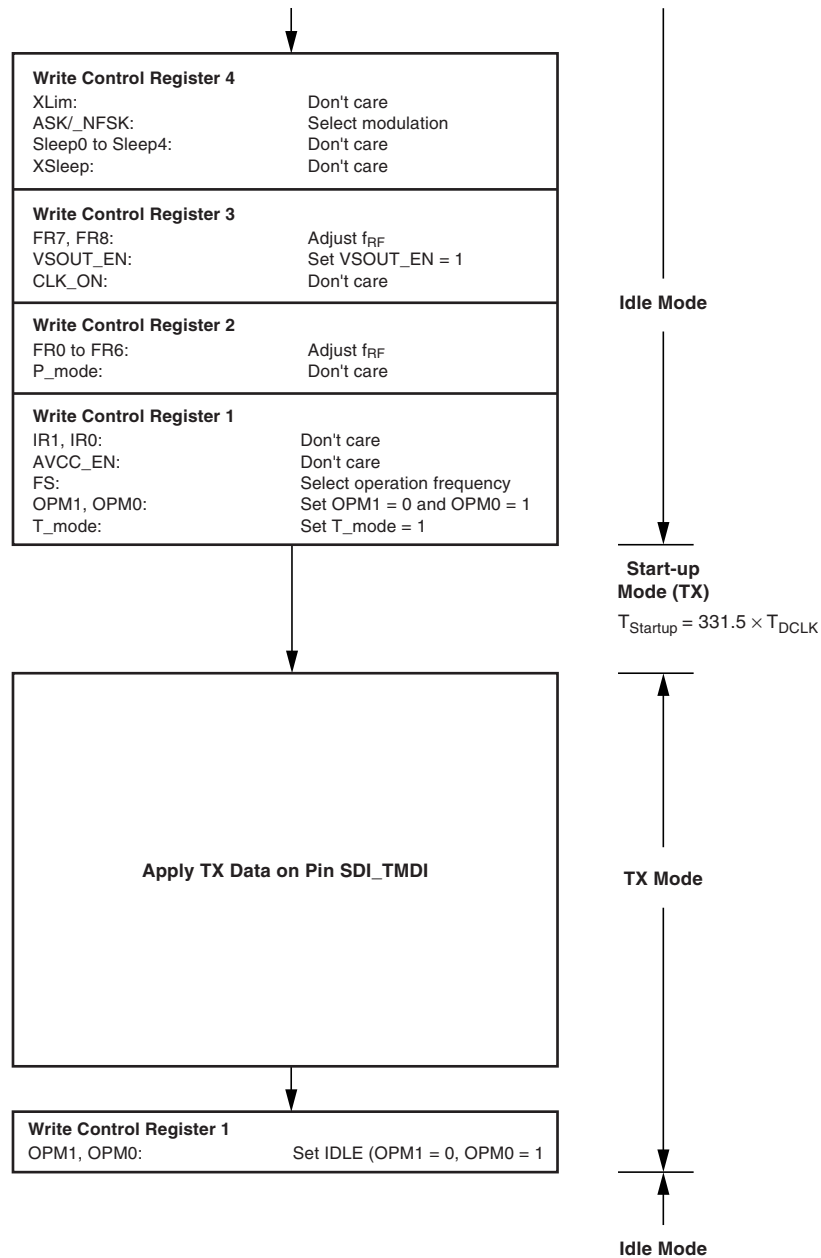 Write Control Register 4
XLim: Don't care
ASK/_NFSK: Select modulation
Sleep0 to Sleep4: Don't care
XSleep: Don't care
Write Control Register 3
FR7, FR8: Adjust fRF
VSOUT_EN: Set VSOUT_EN = 1
CLK_ON: Don't care
Write Control Register 2
FR0 to FR6: Adjust fRF
P_mode: Don't care
Write Control Register 1
IR1, IR0: Don't care
AVCC_EN: Don't care
FS: Select operation frequency
OPM1, OPM0: Set OPM1 = 0 and OPM0 = 1
T_mode: Set T_mode = 1
Idle Mode
Start-up
Mode (TX)
TStartup = 331.5 × TDCLK
Apply TX Data on Pin SDI_TMDI
TX Mode
Write Control Register 1
OPM1, OPM0: Set IDLE (OPM1 = 0, OPM0 = 1
Idle Mode